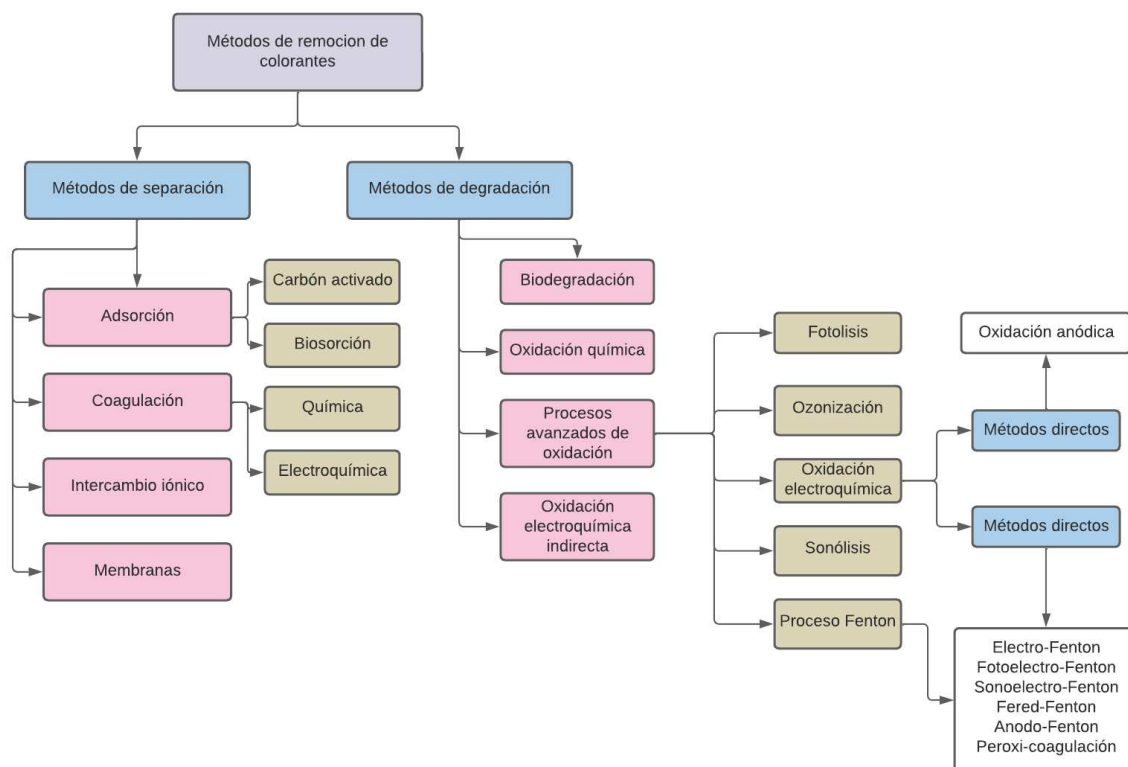 Métodos de remocion de
colorantes
Métodos de separación
Métodos de degradación
Adsorción
Carbón activado
Biosorción
Coagulación
Química
Electroquímica
Intercambio iónico
Membranas
Biodegradación
Oxidación química
Procesos
avanzados de
oxidación
Oxidación
electroquímica
indirecta
Fotolisis
Ozonización
Oxidación
electroquímica
Sonólisis
Proceso Fenton
Oxidación anódica
Métodos directos
Métodos directos
Electro-Fenton
Fotoelectro-Fenton
Sonoelectro-Fenton
Fered-Fenton
Anodo-Fenton
Peroxi-coagulación